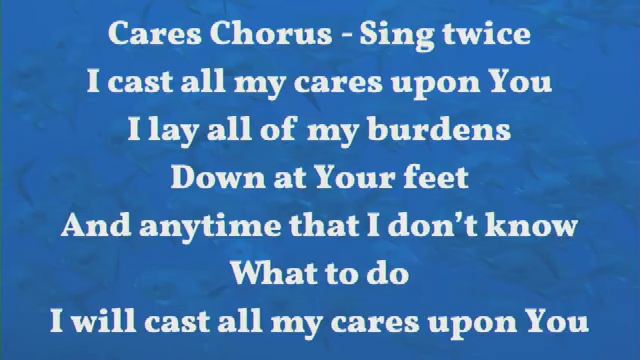 Cares Chorus - Sing twice
I cast all my cares upon You
I lay all of my burdens
Down at Your feet
And anytime that I don’t know
What to do
I will cast all my cares upon You